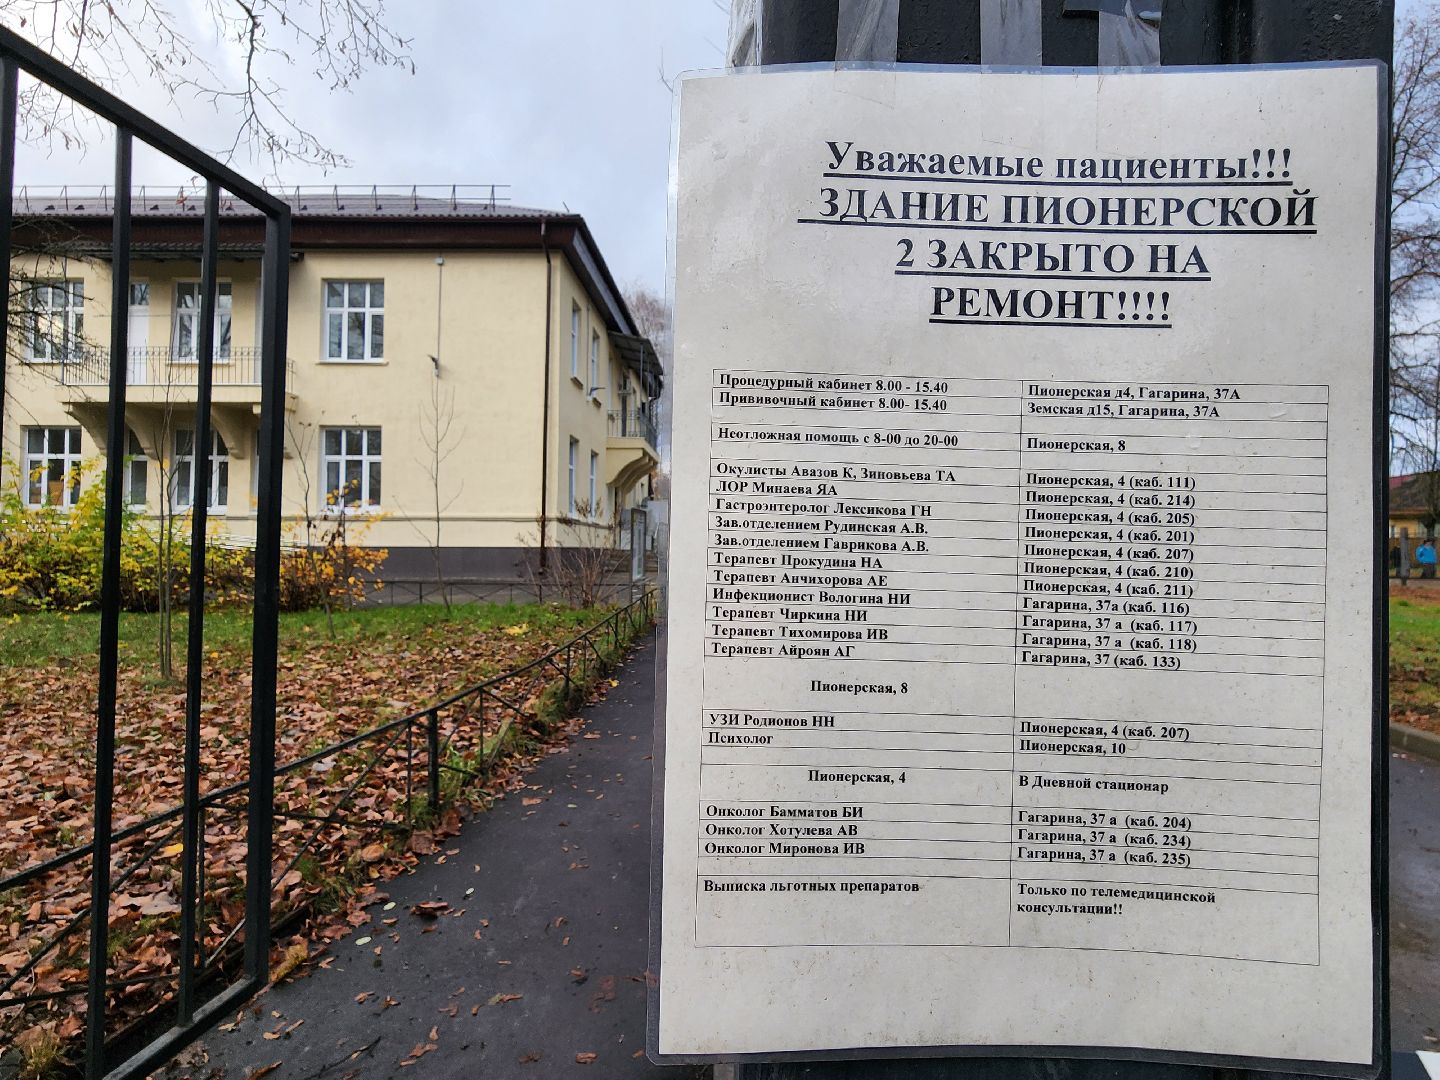 Уважаемые пациенты!!!
ЗДАНИЕ ПИОНЕРСКОЙ
2 ЗАКРЫТО НА
РЕМОНТ!!!!
Процедурный кабинет 8.00 - 15.40 Пионерская д4, Гагарина, 37А
Прививочный кабинет 8.00- 15.40 Земская д15, Гагарина, 37А
Неотложная помощь с 8-00 до 20-00 Пионерская, 8
Окулисты Авазов К, Зиновьева ТА Пионерская, 4 (каб. 111)
ЛОР Минаева ЯА Пионерская, 4 (каб. 214)
Гастроэнтеролог Лексикова ГН Пионерская, 4 (каб. 205)
Зав.отделением Рудинская А.В. Пионерская, 4 (каб. 201)
Зав.отделением Гаврикова А.В. Пионерская, 4 (каб. 207)
Терапевт Прокудина НА Пионерская, 4 (каб. 210)
Терапевт Анчихорова АЕ Пионерская, 4 (каб. 211)
Инфекционист Вологина НИ Гагарина, 37а (каб. 116)
Терапевт Чиркина НИ Гагарина, 37 а (каб. 117)
Терапевт Тихомирова ИВ Гагарина, 37 а (каб. 118)
Терапевт Айроян АГ Гагарина, 37 (каб. 133)
Пионерская, 8
УЗИ Родионов НН Пионерская, 4 (каб. 207)
Психолог Пионерская, 10
Пионерская, 4 В Дневной стационар
Онколог Бамматов БИ Гагарина, 37 а (каб. 204)
Онколог Хотулева АВ Гагарина, 37 а (каб. 234)
Онколог Миронова ИВ Гагарина, 37 а (каб. 235)
Выписка льготных препаратов Только по телемедицинской
консультации!!